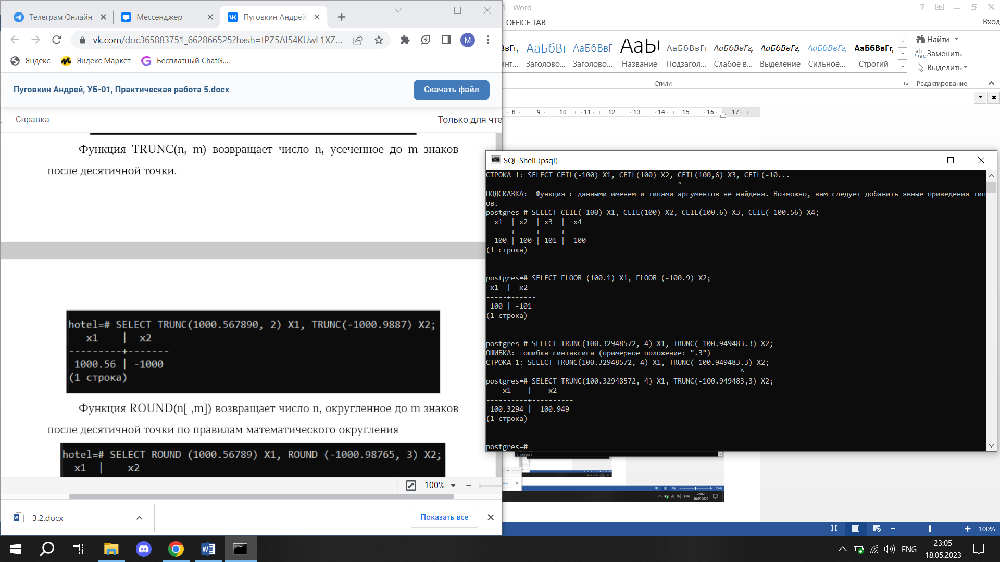 Телеграм Онлайн
Мессенджер
Пуговкин Андрей,
vk.com/doc365883751_662866525?hash=tPZ5AI54KUwL1XZ...
M
Яндекс
Яндекс Маркет
Бесплатный ChatG...
Пуговкин Андрей, УБ-01, Практическая работа 5.docx
Скачать файл
Справка
Только для чте
Функция TRUNC(n, m) возвращает число n, усеченное до m знаков
после десятичной точки.
hotel=# SELECT TRUNC(1000.567890, 2) X1, TRUNC(-1000.9887) X2;
x1 | x2
---------+-------
1000.56 | -1000
(1 строка)
Функция ROUND(n[ ,m]) возвращает число n, округленное до m знаков
после десятичной точки по правилам математического округления
hotel=# SELECT ROUND (1000.56789) X1, ROUND (-1000.98765, 3) X2;
x1 | x2
100%
3.2.docx
Показать все
1 - Word
OFFICE TAB
Вход
АаБбВв
АаБбВвГ
АаБбВвГг,
АаБбВвГг,
АаБбВвГг,
АаБбВвГг,
Заголово...
Заголово...
Название
Подзагол...
Слабое в...
Выделение
Сильное...
Строгий
Стили
Найти
Заменить
Выделить
Редактирование
8 9 10 11 12 13 14 15 16 17
SQL Shell (psql)
СТРОКА 1: SELECT CEIL(-100) X1, CEIL(100) X2, CEIL(100,6) X3, CEIL(-10...
^
ПОДСКАЗКА: Функция с данными именем и типами аргументов не найдена. Возможно, вам следует добавить явные приведения тип
ов.
postgres=# SELECT CEIL(-100) X1, CEIL(100) X2, CEIL(100.6) X3, CEIL(-100.56) X4;
x1 | x2 | x3 | x4
------+-----+-----+------
-100 | 100 | 101 | -100
(1 строка)
postgres=# SELECT FLOOR (100.1) X1, FLOOR (-100.9) X2;
x1 | x2
-----+------
100 | -101
(1 строка)
postgres=# SELECT TRUNC(100.32948572, 4) X1, TRUNC(-100.949483.3) X2;
ОШИБКА: ошибка синтаксиса (примерное положение: ".3")
СТРОКА 1: SELECT TRUNC(100.32948572, 4) X1, TRUNC(-100.949483.3) X2;
^
postgres=# SELECT TRUNC(100.32948572, 4) X1, TRUNC(-100.949483,3) X2;
x1 | x2
----------+----------
100.3294 | -100.949
(1 строка)
postgres=#
ENG
23:02
18.05.2023
100%
100%
ENG
23:05
18.05.2023